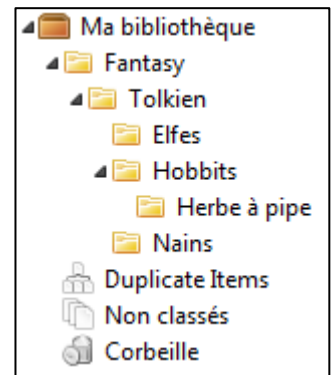 Ma bibliothèque
Fantasy
Tolkien
Elfes
Hobbits
Herbe à pipe
Nains
Duplicate Items
Non classés
Corbeille